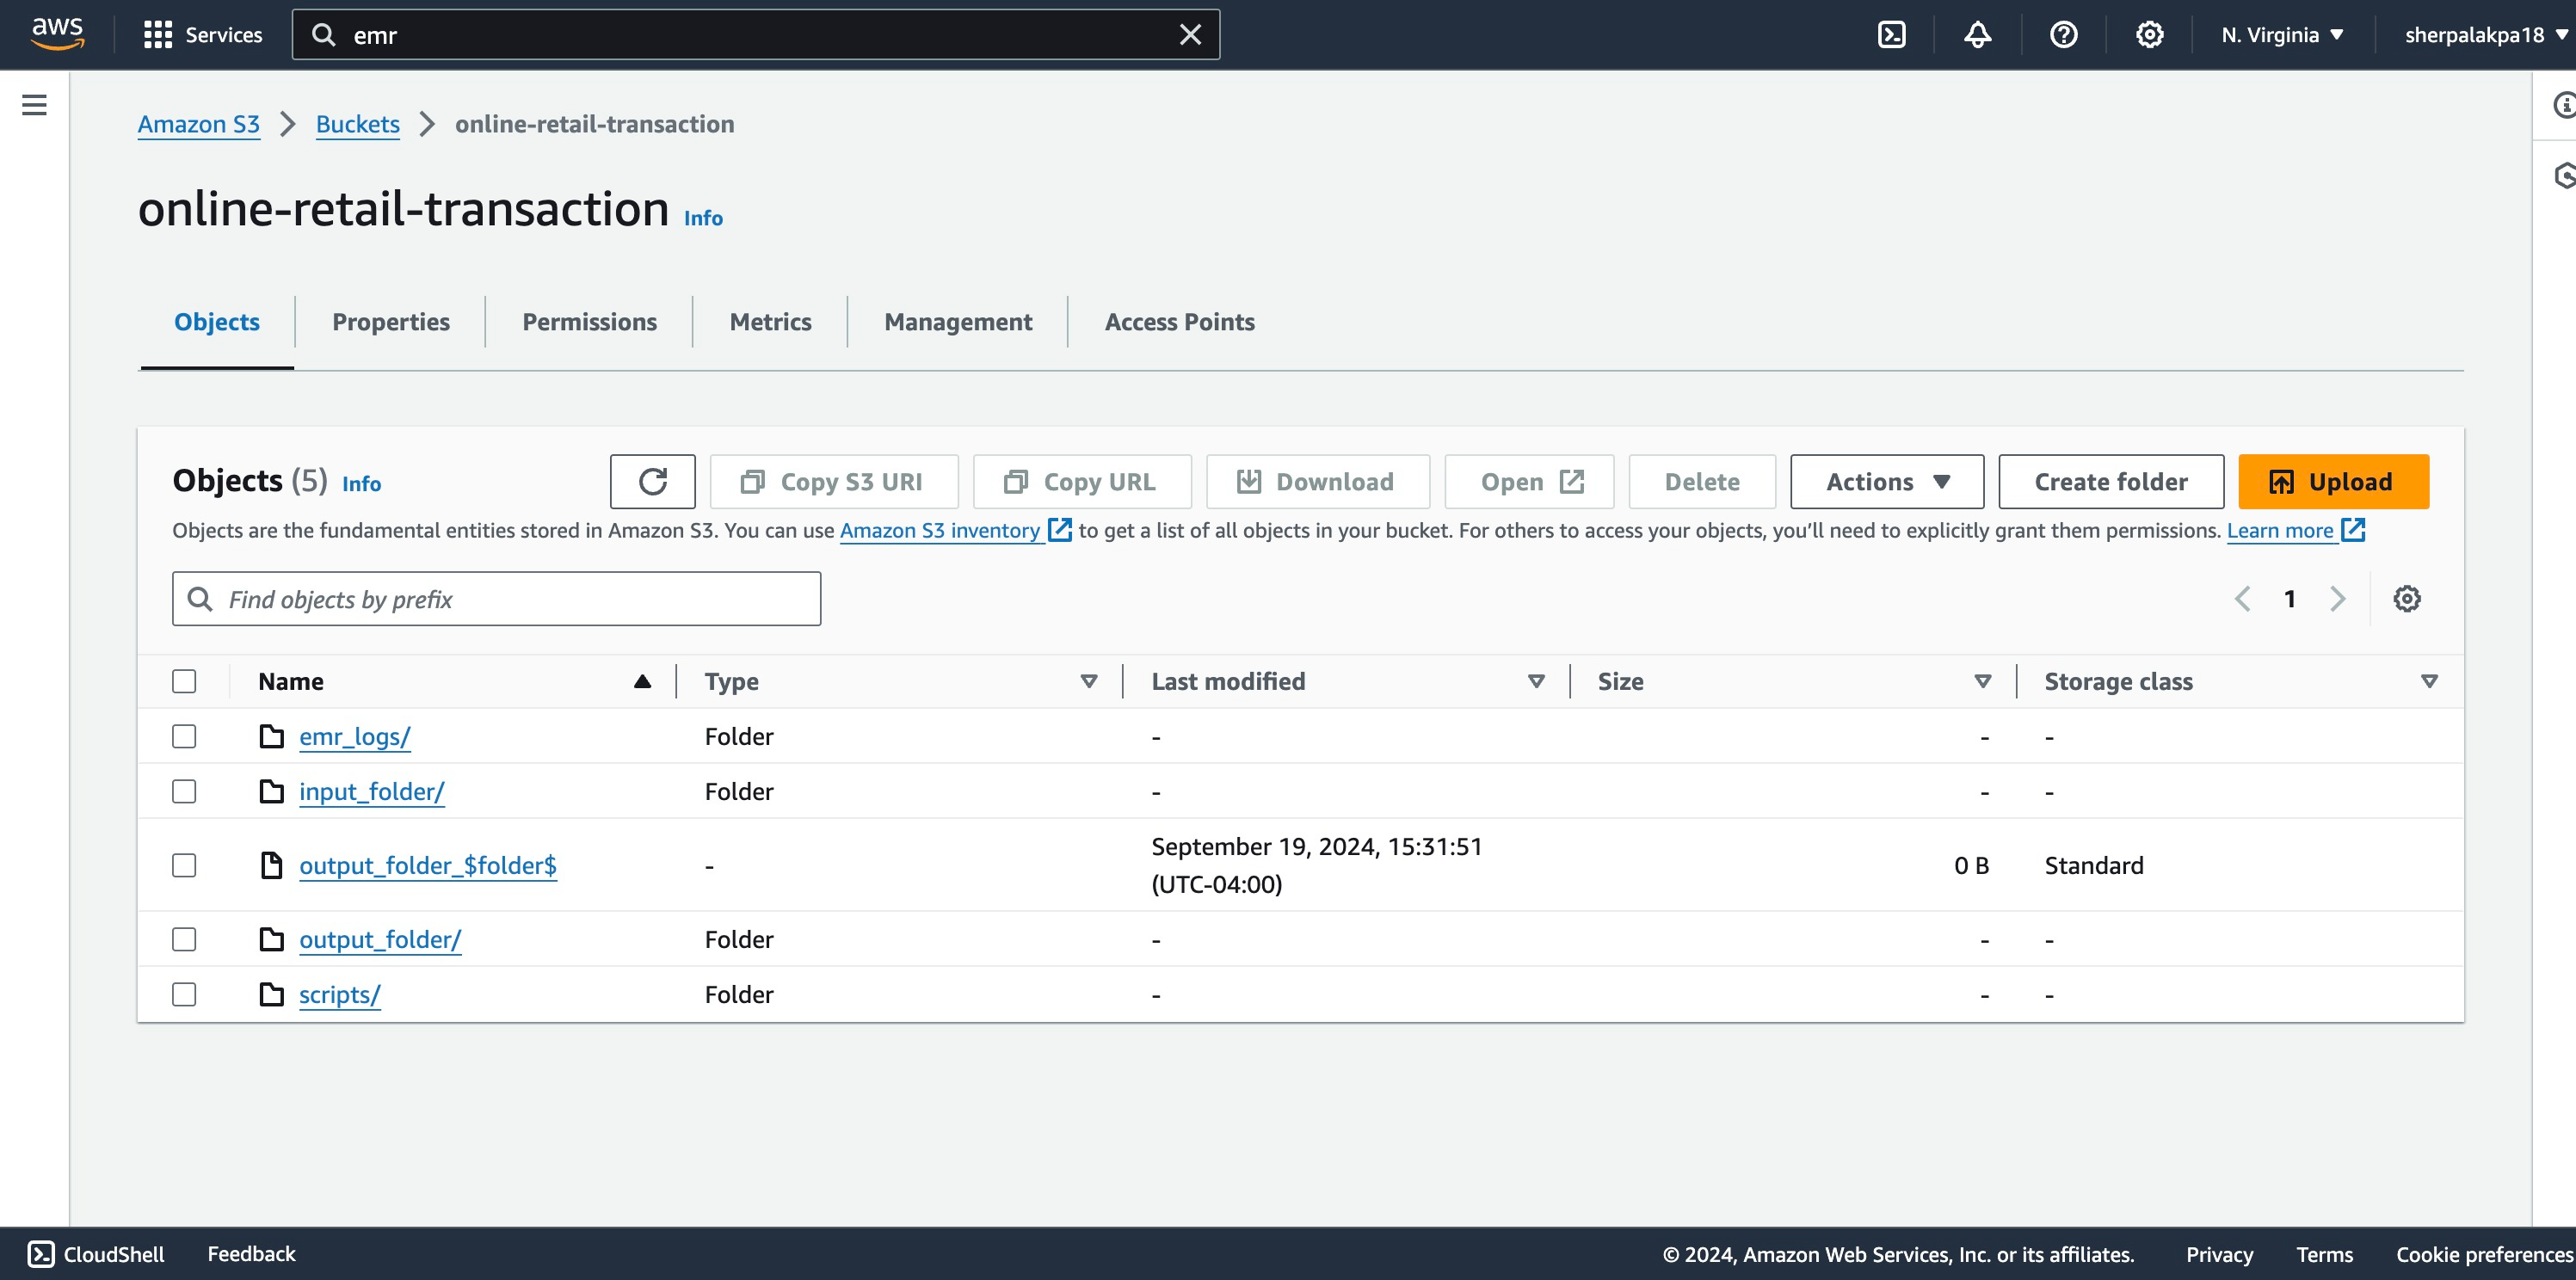 aws Services emr N. Virginia sherpalakpa18
Amazon S3 Buckets online-retail-transaction
online-retail-transaction Info
Objects Properties Permissions Metrics Management Access Points
Objects (5) Info Copy S3 URI Copy URL Download Open Delete Actions Create folder Upload
Objects are the fundamental entities stored in Amazon S3. You can use Amazon S3 inventory to get a list of all objects in your bucket. For others to access your objects, you’ll need to explicitly grant them permissions. Learn more
Find objects by prefix 1
Name Type Last modified Size Storage class
emr_logs/ Folder - - -
input_folder/ Folder - - -
output_folder_$folder$ - September 19, 2024, 15:31:51 (UTC-04:00) 0 B Standard
output_folder/ Folder - - -
scripts/ Folder - - -
CloudShell Feedback © 2024, Amazon Web Services, Inc. or its affiliates. Privacy Terms Cookie preferences